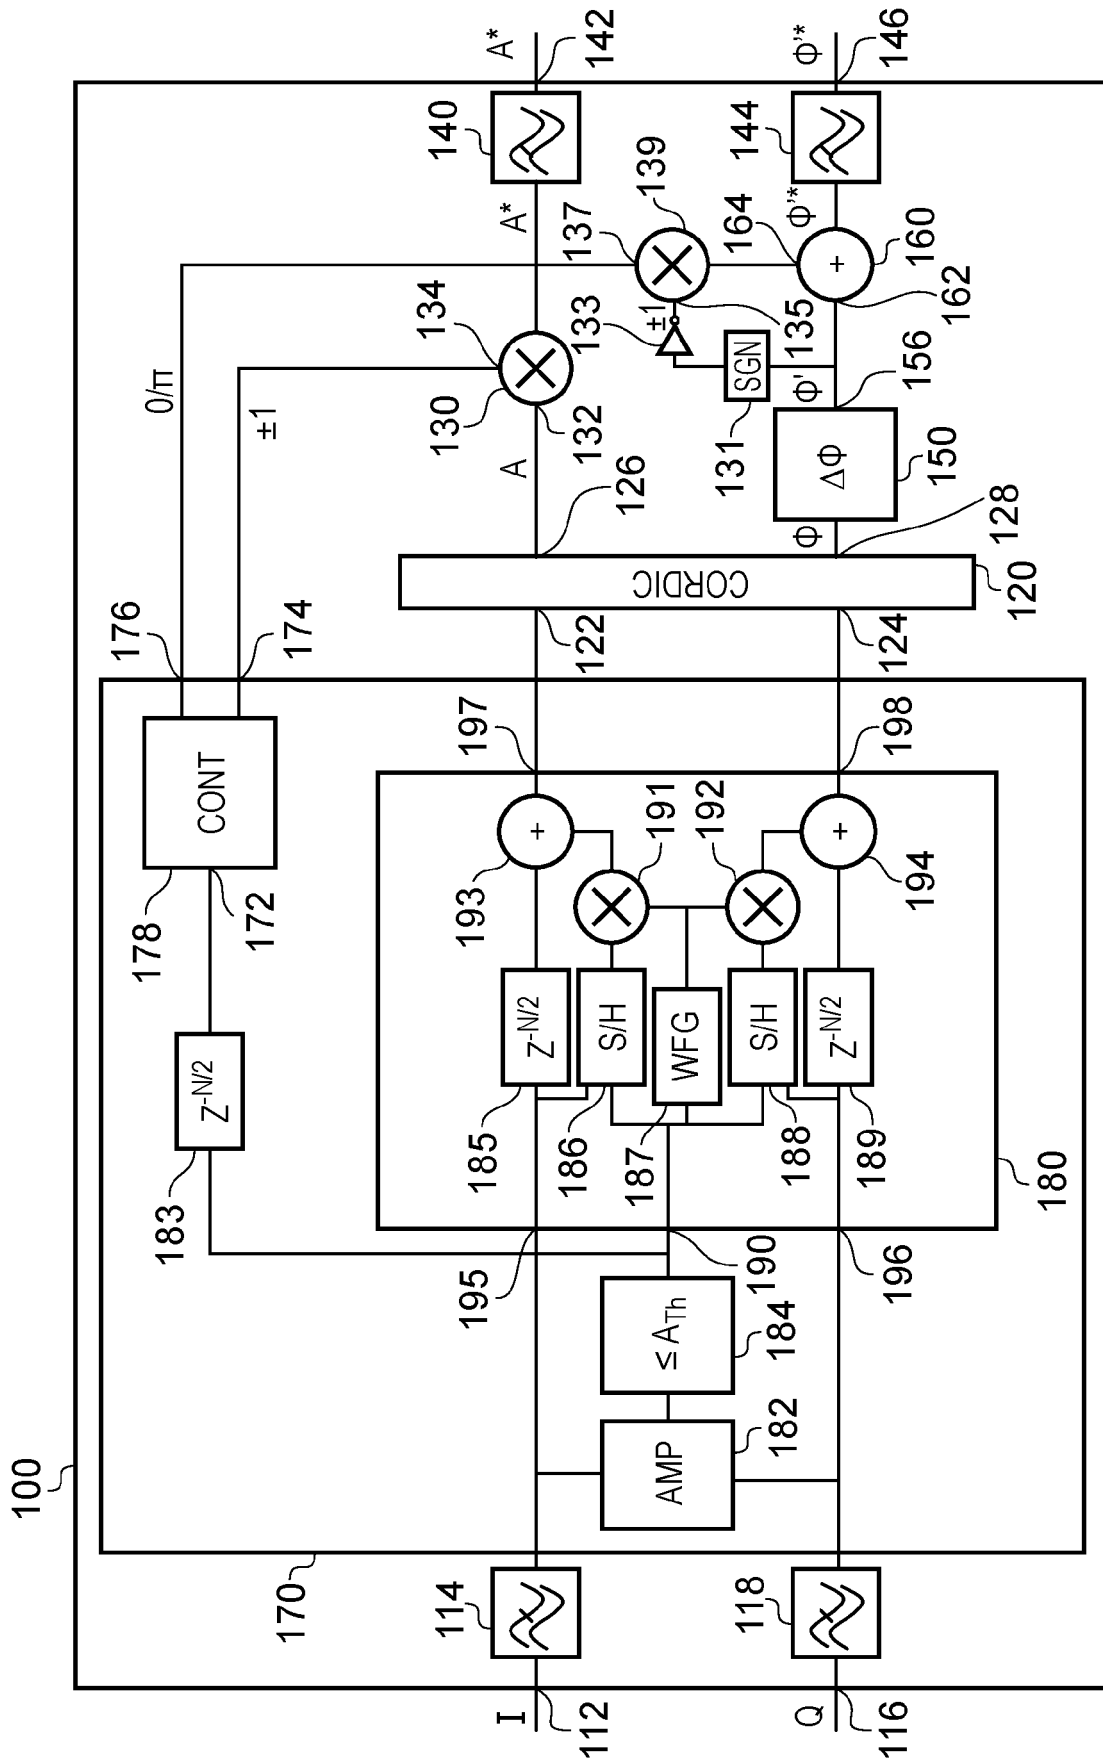 100
170
I
112
114
Q
116
118
AMP
182
≤ ATh
184
183
Z-N/2
195
190
196
180
185
Z-N/2
186
S/H
187
WFG
188
S/H
189
Z-N/2
191
192
193
+
194
+
197
198
178
CONT
172
176
174
0/π
±1
122
124
CORDIC
120
126
128
A
Φ
130
132
134
ΔΦ
150
156
Φ'
131
SGN
133
±1
135
137
139
160
+
162
164
A*
Φ'*
140
144
A*
142
Φ'*
146